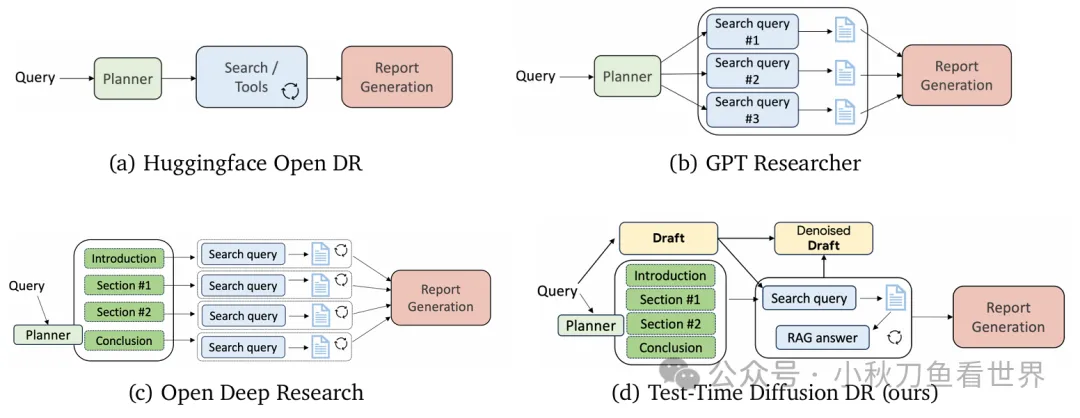 Query
Planner
Search /
Tools
Report
Generation
(a) Huggingface Open DR
Query
Planner
Search query
#1
Search query
#2
Search query
#3
Report
Generation
(b) GPT Researcher
Query
Planner
Introduction
Section #1
Section #2
Conclusion
Search query
Search query
Search query
Search query
Report
Generation
(c) Open Deep Research
Query
Planner
Draft
Denoised
Draft
Introduction
Section #1
Section #2
Conclusion
Search query
RAG answer
Report
Generation
公众号 · 小秋刀鱼看世界
(d) Test-Time Diffusion DR (ours)